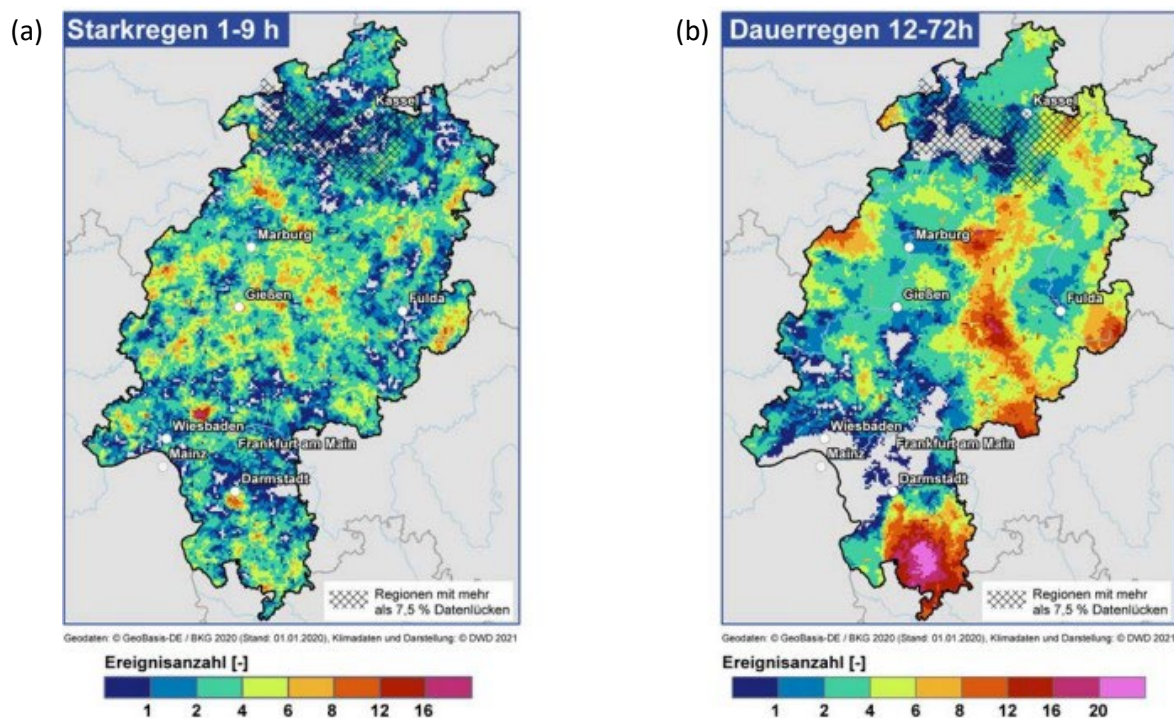 (a)
Starkregen 1-9 h
Kassel
Marburg
Gießen
Fulda
Wiesbaden
Frankfurt am Main
Mainz
Darmstadt
Regionen mit mehr
als 7,5 % Datenlücken
Geodaten: © GeoBasis-DE / BKG 2020 (Stand: 01.01.2020), Klimadaten und Darstellung: © DWD 2021
Ereignisanzahl [-]
1 2 4 6 8 12 16
(b)
Dauerregen 12-72h
Kassel
Marburg
Gießen
Fulda
Wiesbaden
Frankfurt am Main
Mainz
Darmstadt
Regionen mit mehr
als 7,5 % Datenlücken
Geodaten: © GeoBasis-DE / BKG 2020 (Stand: 01.01.2020), Klimadaten und Darstellung: © DWD 2021
Ereignisanzahl [-]
1 2 4 6 8 12 16 20